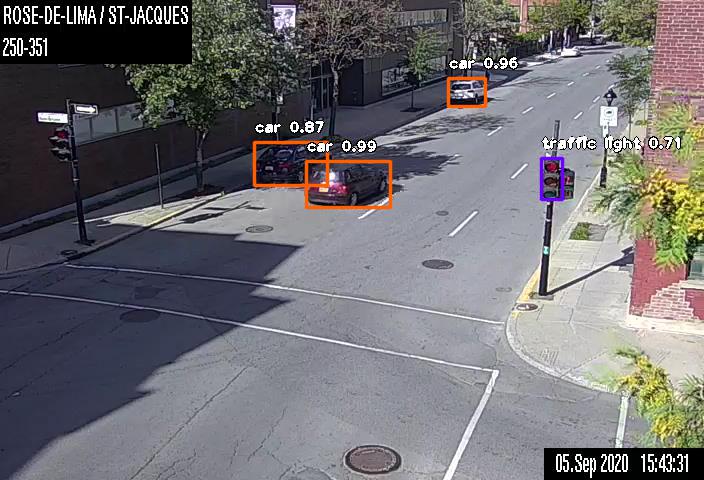 ROSE-DE-LIMA / ST-JACQUES
250-351
car 0.96
car 0.87
car 0.99
traffic light 0.71
05.Sep 2020 15:43:31